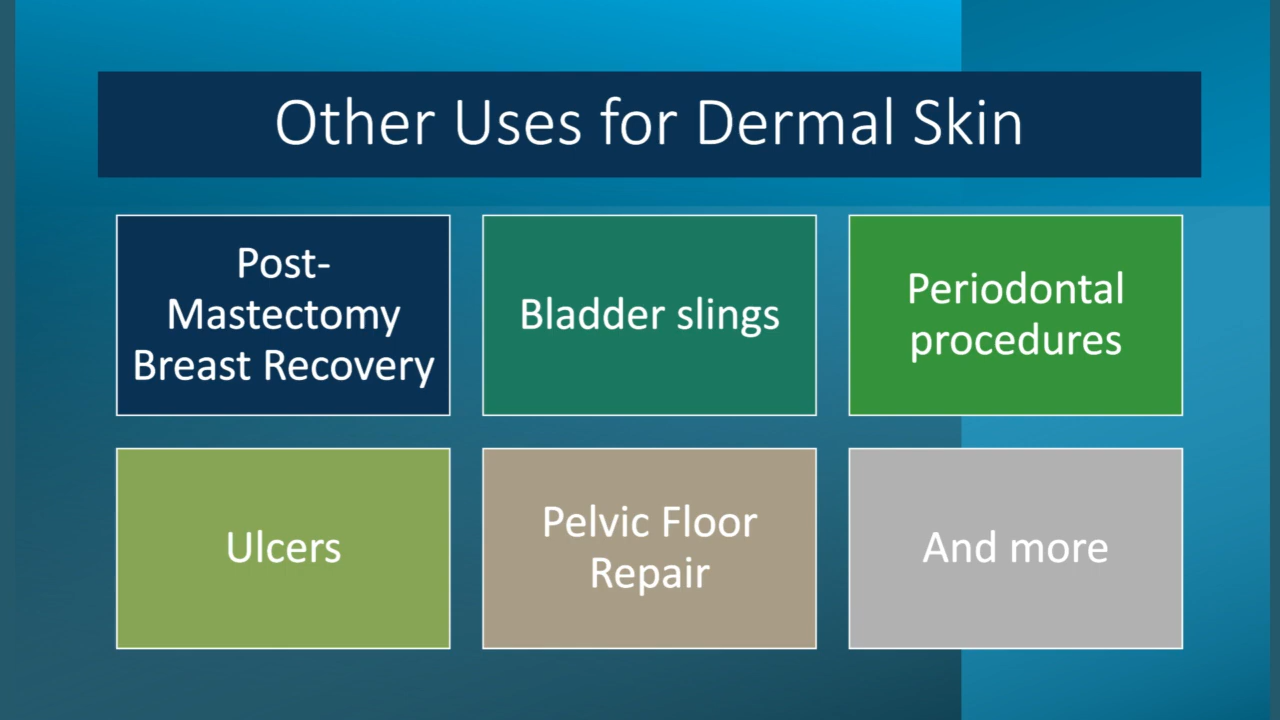 Other Uses for Dermal Skin
Post-
Mastectomy
Breast Recovery
Bladder slings
Periodontal
procedures
Ulcers
Pelvic Floor
Repair
And more